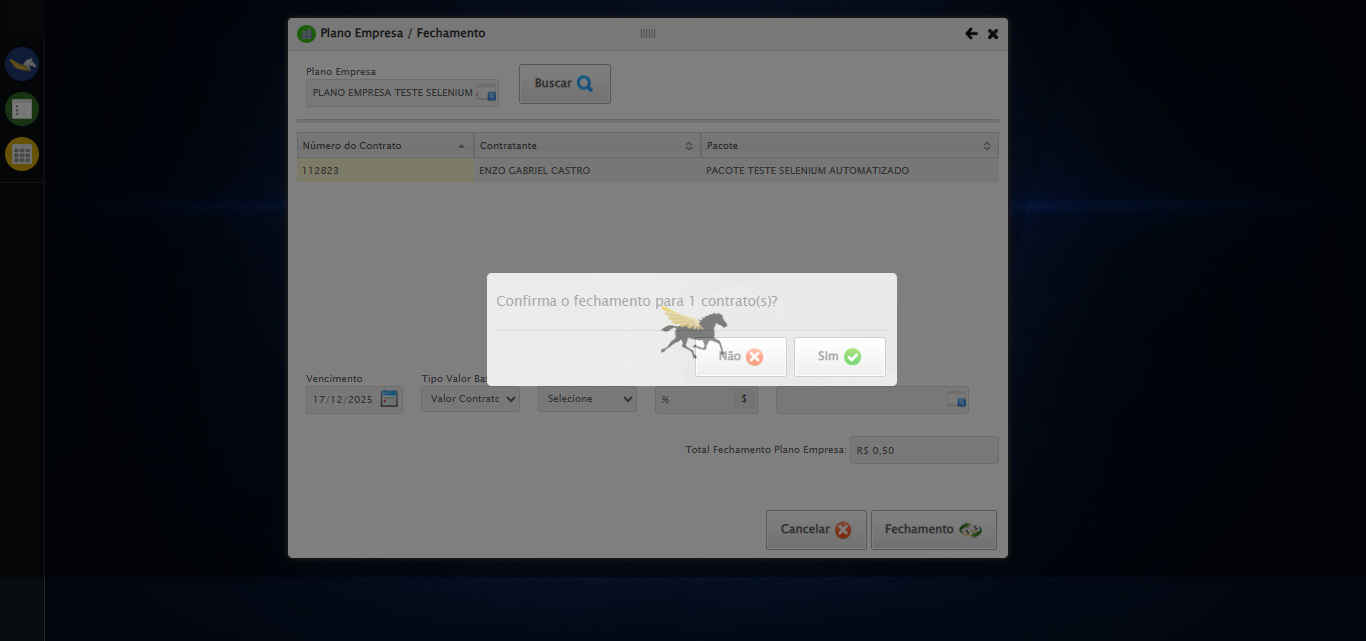 Plano Empresa / Fechamento
Plano Empresa
PLANO EMPRESA TESTE SELENIUM
Buscar
Número do Contrato Contratante Pacote
112823 ENZO GABRIEL CASTRO PACOTE TESTE SELENIUM AUTOMATIZADO
Confirma o fechamento para 1 contrato(s)?
Não Sim
Vencimento Tipo Valor
17/12/2025 Valor Contrato Selecione % $
Total Fechamento Plano Empresa: R$ 0,50
Cancelar Fechamento